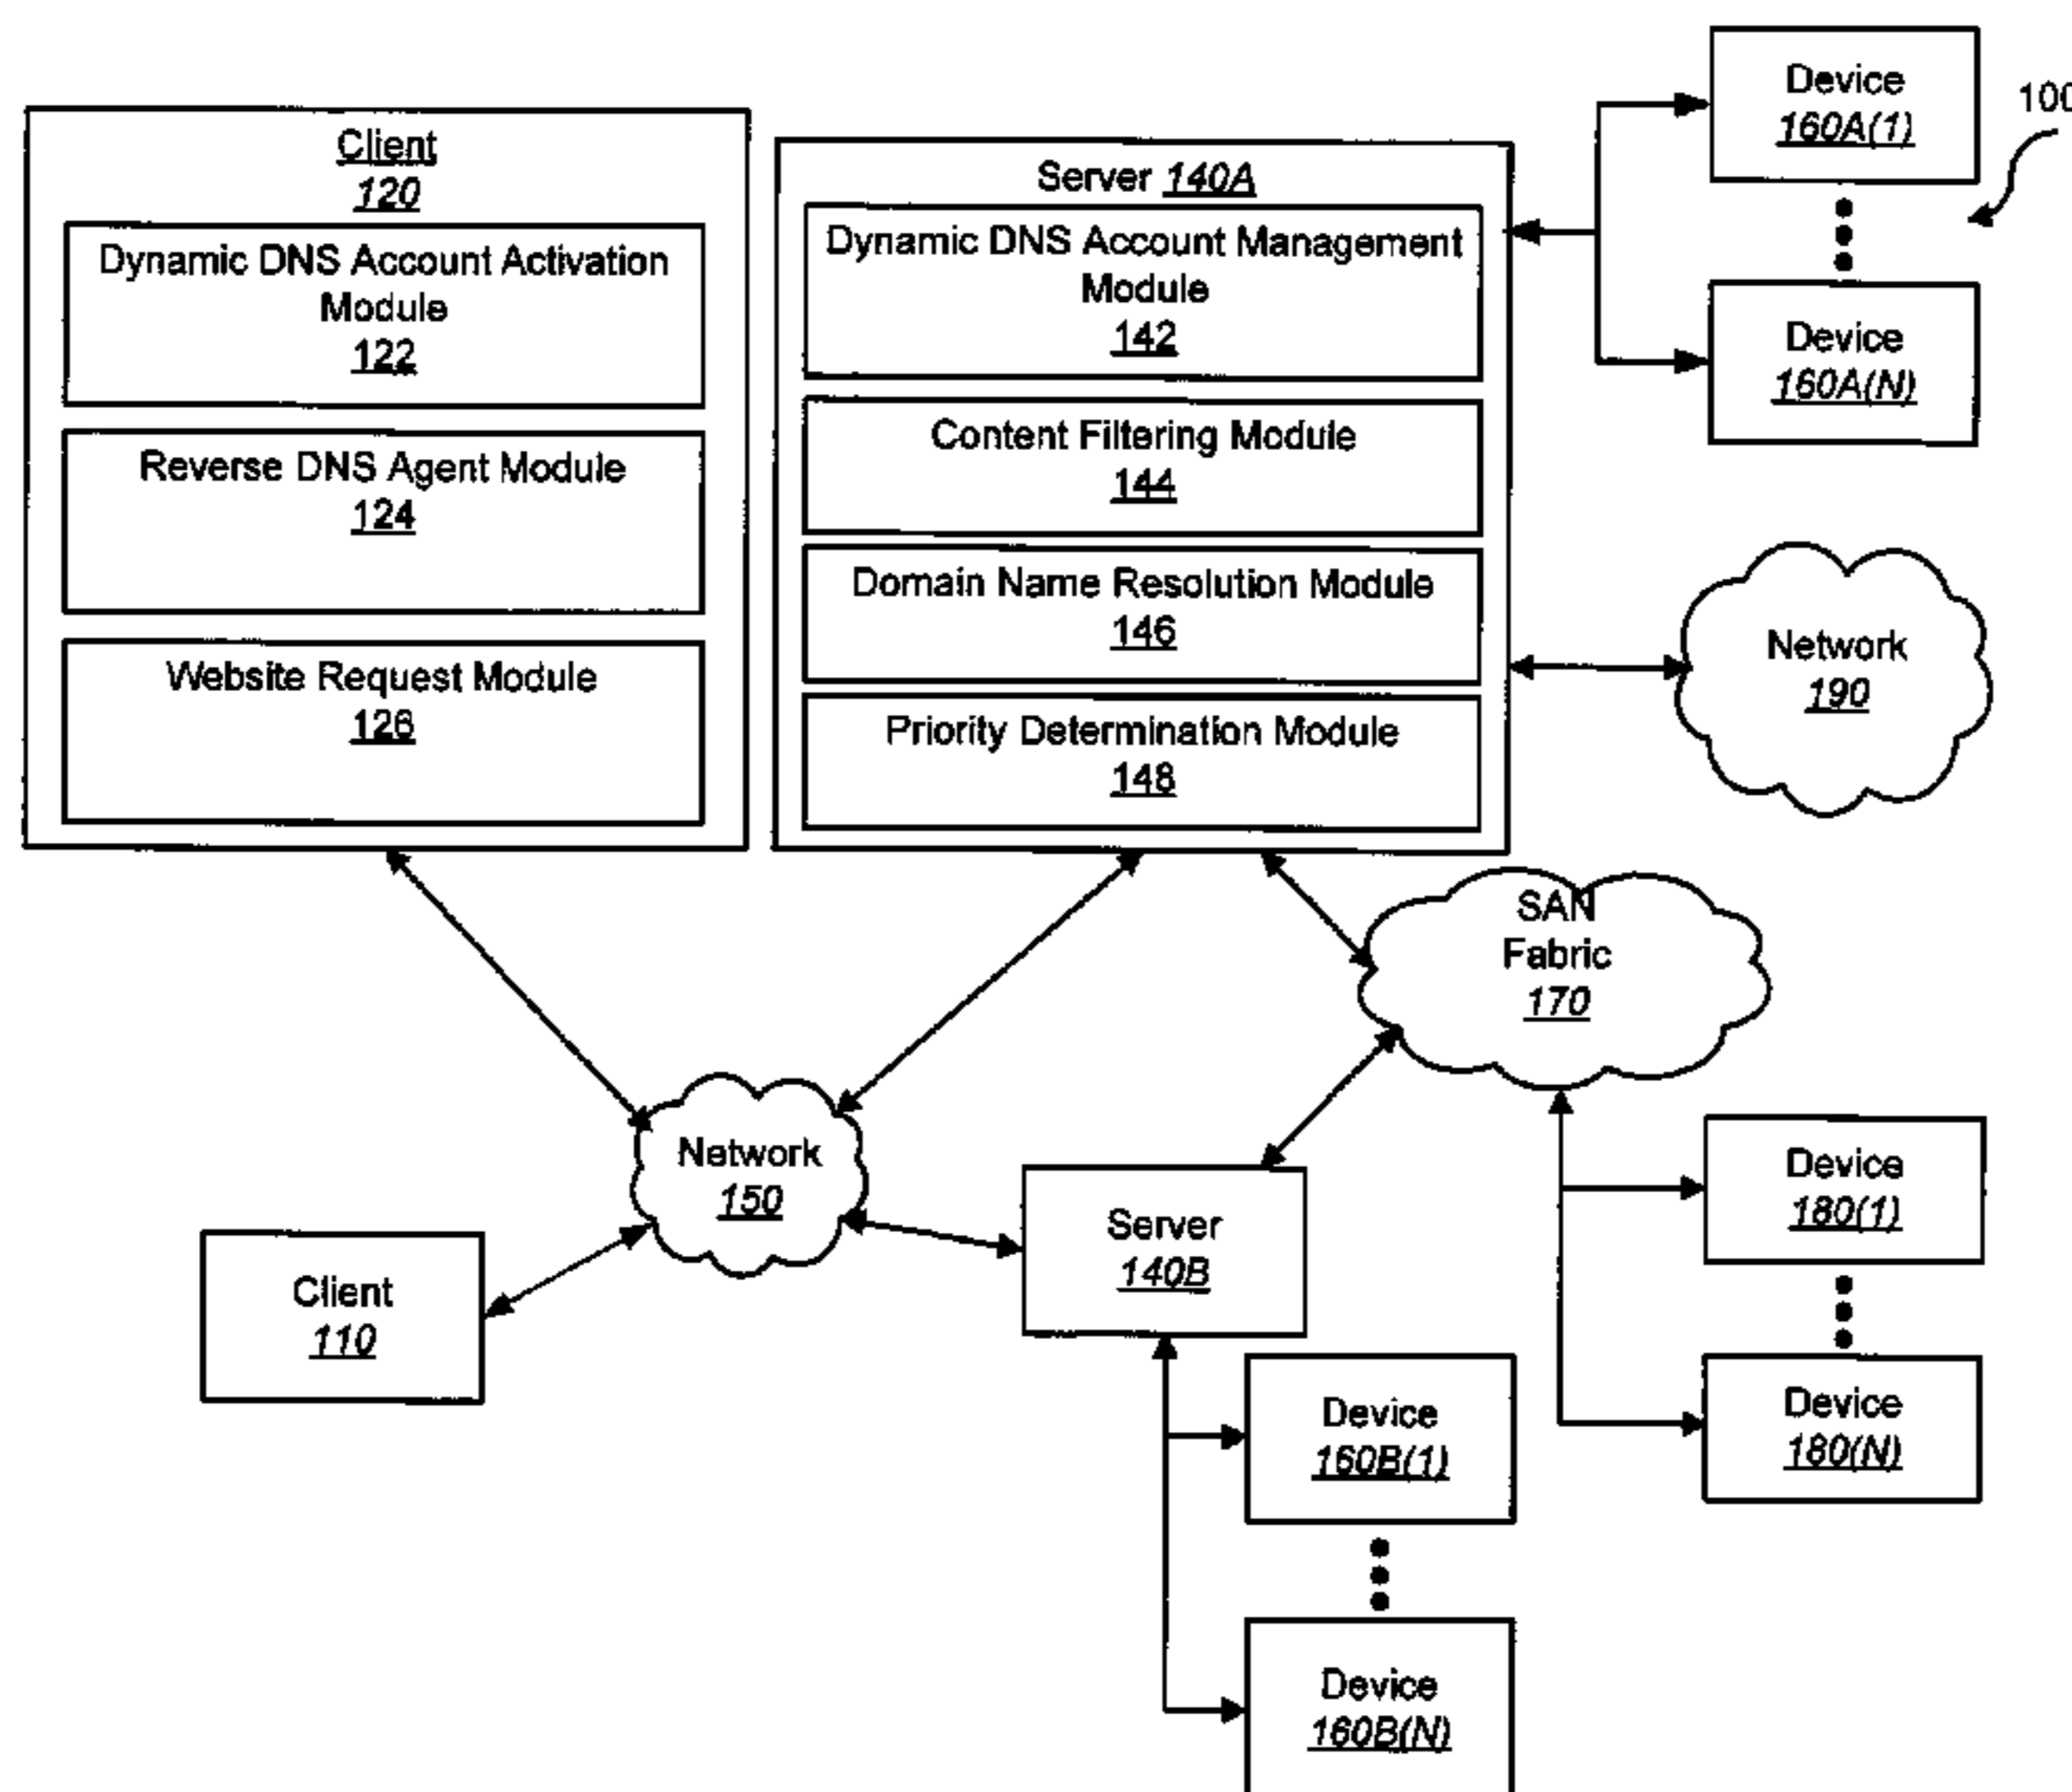 Client
120
Dynamic DNS Account Activation
Module
122
Reverse DNS Agent Module
124
Website Request Module
126
Server 140A
Dynamic DNS Account Management
Module
142
Content Filtering Module
144
Domain Name Resolution Module
146
Priority Determination Module
148
Device
160A(1)
100
Device
160A(N)
Network
190
SAN
Fabric
170
Network
150
Server
140B
Client
110
Device
180(1)
Device
180(N)
Device
160B(1)
Device
160B(N)